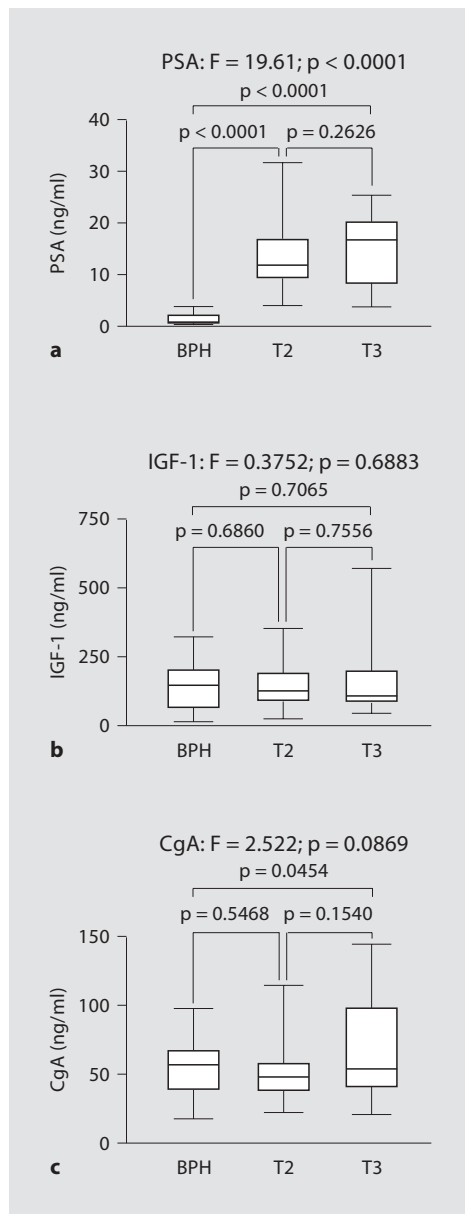 PSA: F = 19.61; p < 0.0001
p < 0.0001
p < 0.0001 p = 0.2626
40
30
20
10
0
PSA (ng/ml)
a
BPH T2 T3
IGF-1: F = 0.3752; p = 0.6883
p = 0.7065
p = 0.6860 p = 0.7556
750
500
250
0
IGF-1 (ng/ml)
b
BPH T2 T3
CgA: F = 2.522; p = 0.0869
p = 0.0454
p = 0.5468 p = 0.1540
150
100
50
0
CgA (ng/ml)
c
BPH T2 T3